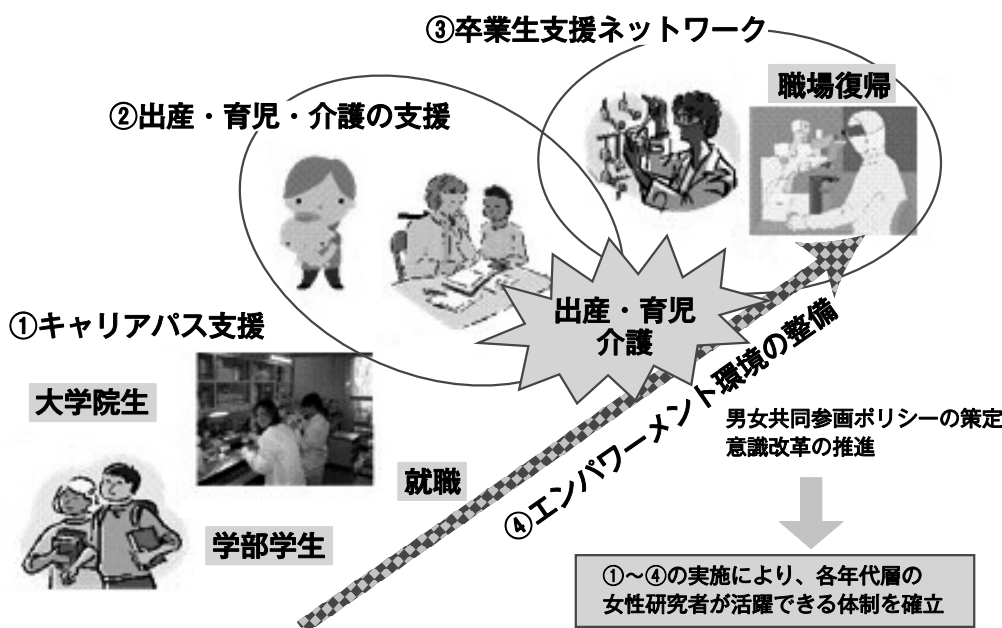 ③卒業生支援ネットワーク
職場復帰
②出産・育児・介護の支援
出産・育児
介護
①キャリアパス支援
大学院生
就職
学部学生
④エンパワーメント環境の整備
男女共同参画ポリシーの策定
意識改革の推進
①～④の実施により、各年代層の
女性研究者が活躍できる体制を確立